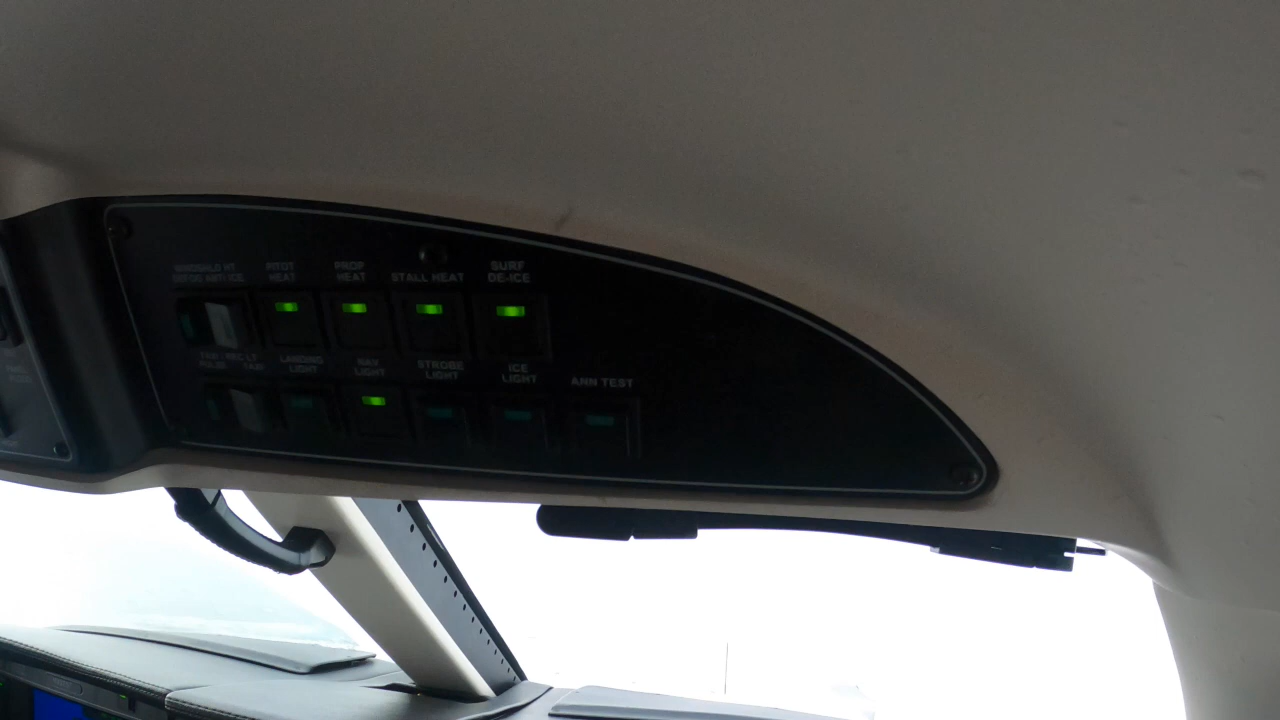 PITOT
HEAT
PROP
HEAT
STALL HEAT
SURF
DE-ICE
LANDING
LIGHT
NAV
LIGHT
STROBE
LIGHT
ICE
LIGHT
ANN TEST